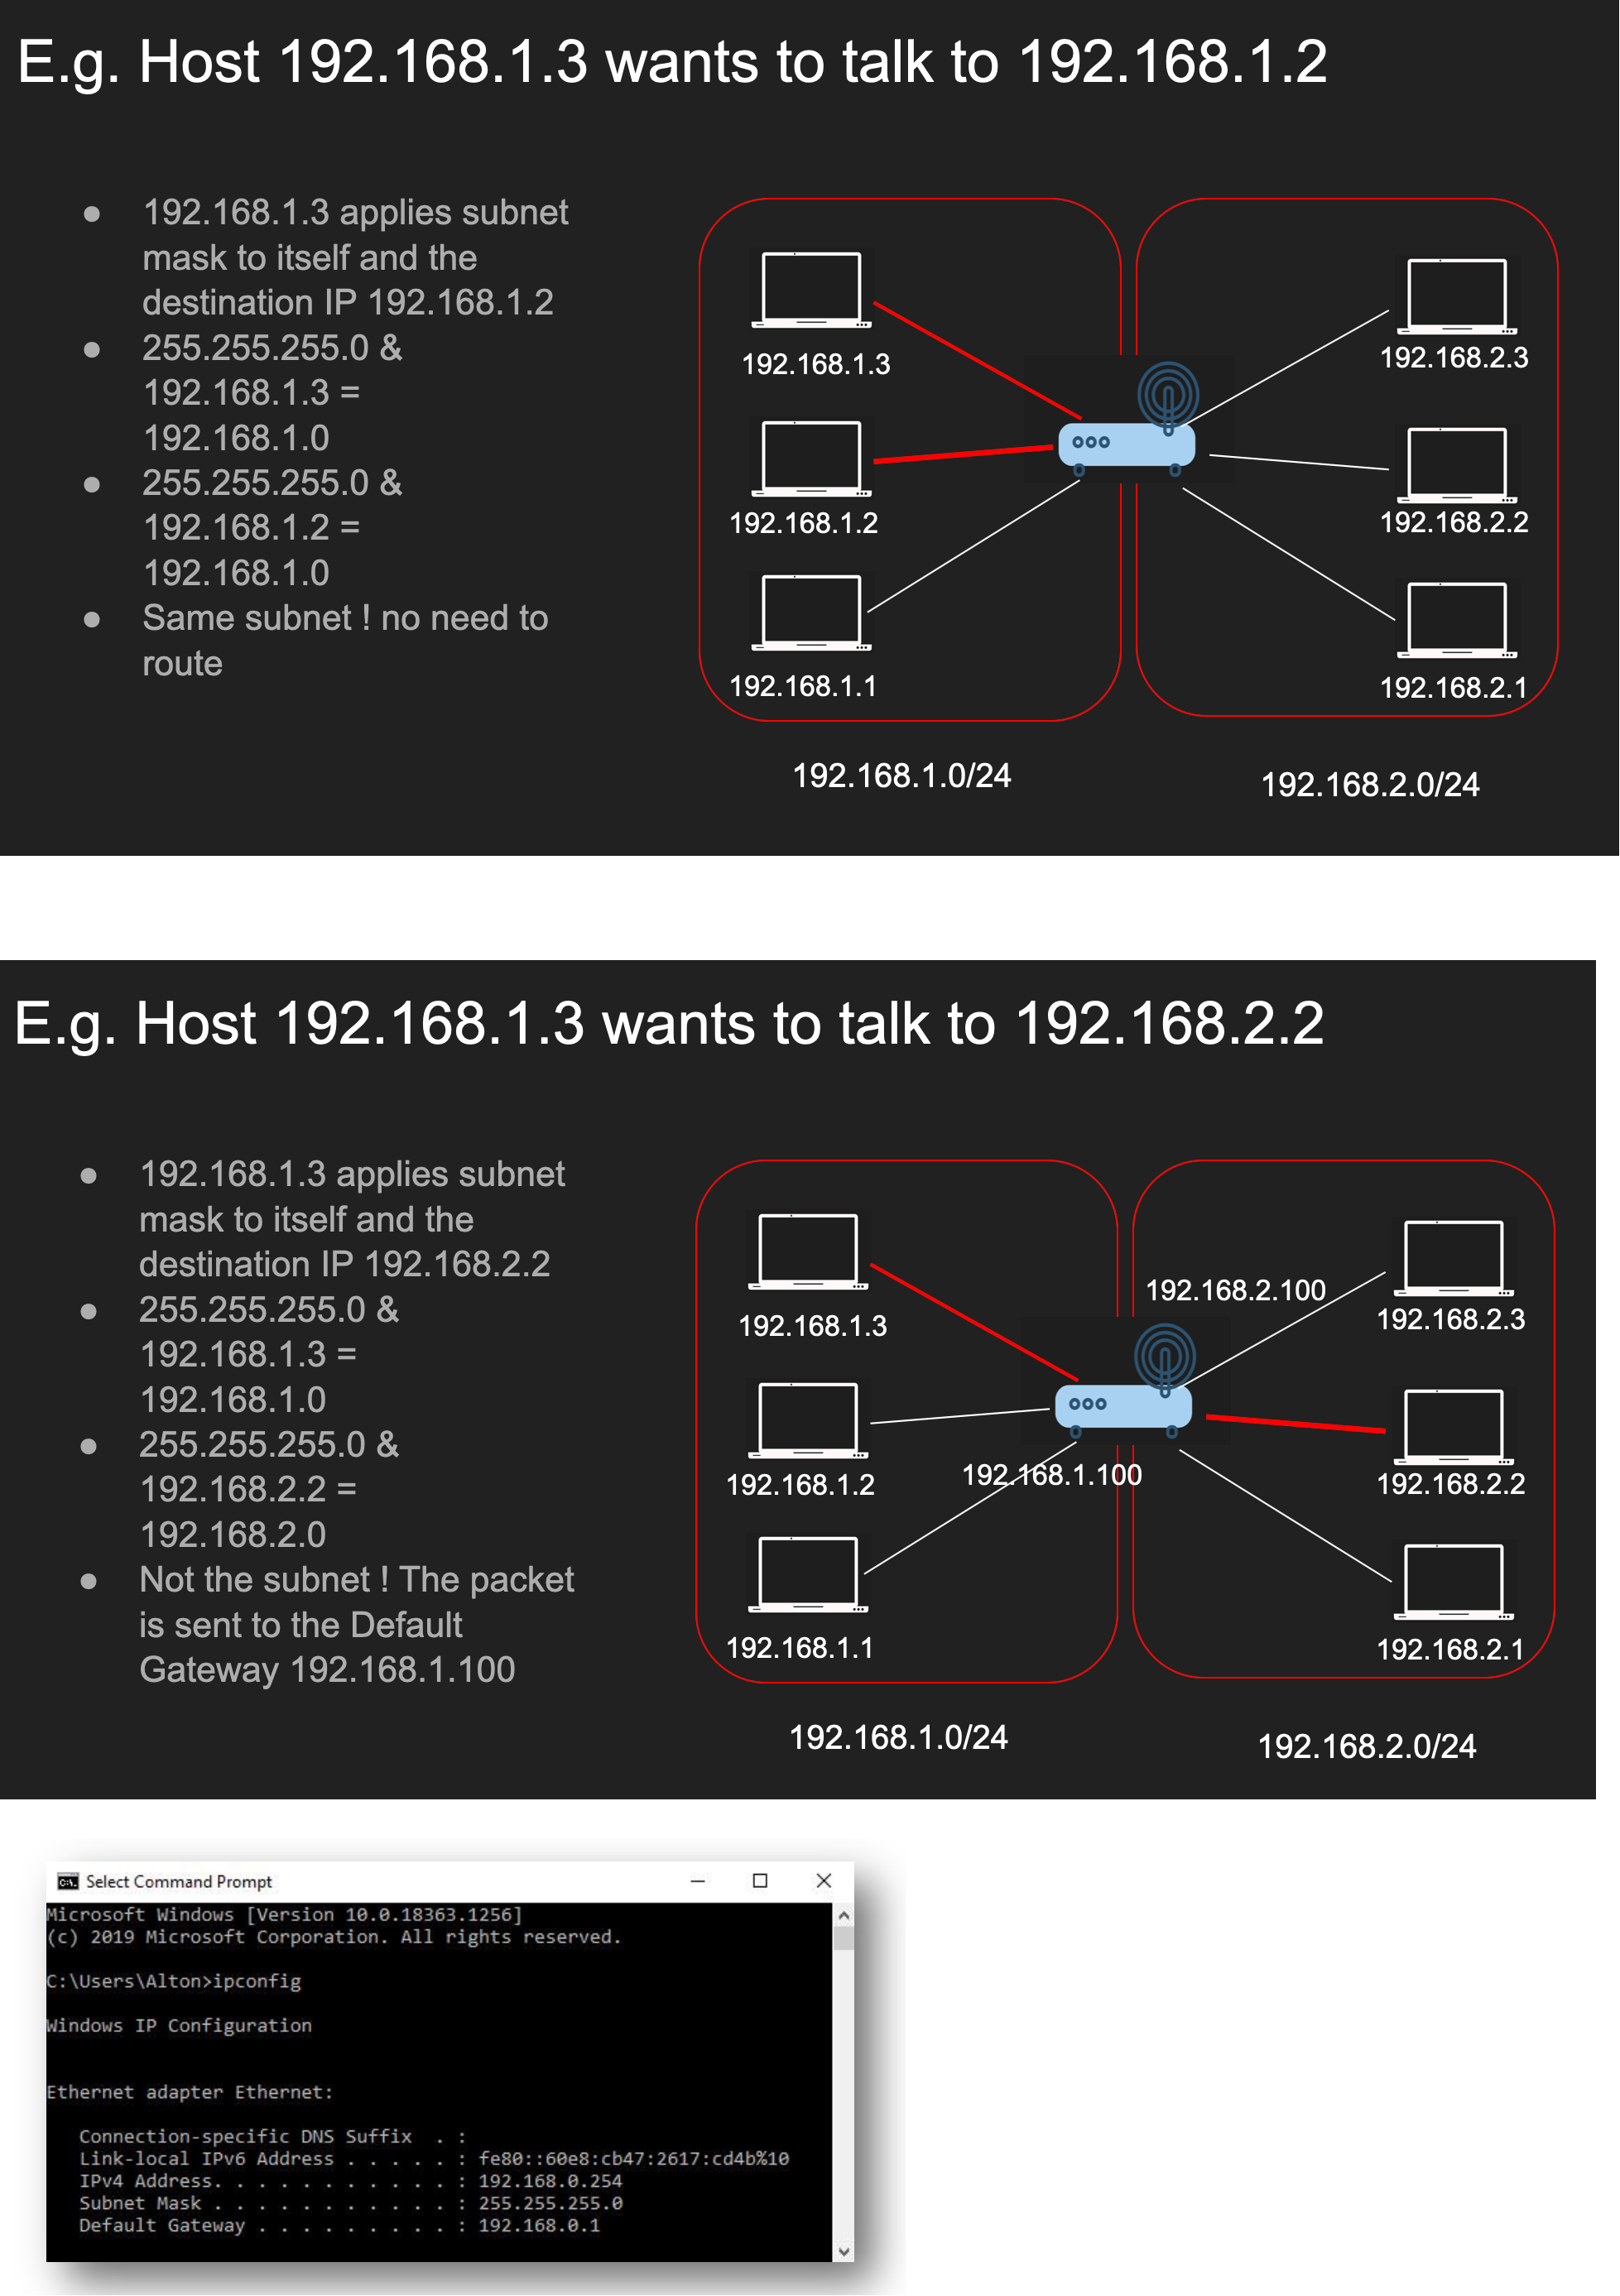 E.g. Host 192.168.1.3 wants to talk to 192.168.1.2
● 192.168.1.3 applies subnet
mask to itself and the
destination IP 192.168.1.2
● 255.255.255.0 &
192.168.1.3 =
192.168.1.0
● 255.255.255.0 &
192.168.1.2 =
192.168.1.0
● Same subnet ! no need to
route
192.168.1.3
192.168.1.2
192.168.1.1
192.168.2.3
192.168.2.2
192.168.2.1
192.168.1.0/24
192.168.2.0/24
E.g. Host 192.168.1.3 wants to talk to 192.168.2.2
● 192.168.1.3 applies subnet
mask to itself and the
destination IP 192.168.2.2
● 255.255.255.0 &
192.168.1.3 =
192.168.1.0
● 255.255.255.0 &
192.168.2.2 =
192.168.2.0
● Not the subnet ! The packet
is sent to the Default
Gateway 192.168.1.100
192.168.1.3
192.168.1.2
192.168.1.1
192.168.1.100
192.168.2.100
192.168.2.3
192.168.2.2
192.168.2.1
192.168.1.0/24
192.168.2.0/24
C:\. Select Command Prompt
Microsoft Windows [Version 10.0.18363.1256]
(c) 2019 Microsoft Corporation. All rights reserved.
C:\Users\Alton>ipconfig
Windows IP Configuration
Ethernet adapter Ethernet:
Connection-specific DNS Suffix . :
Link-local IPv6 Address . . . . . : fe80::60e8:cb47:2617:cd4b%10
IPv4 Address. . . . . . . . . . . : 192.168.0.254
Subnet Mask . . . . . . . . . . . : 255.255.255.0
Default Gateway . . . . . . . . . : 192.168.0.1